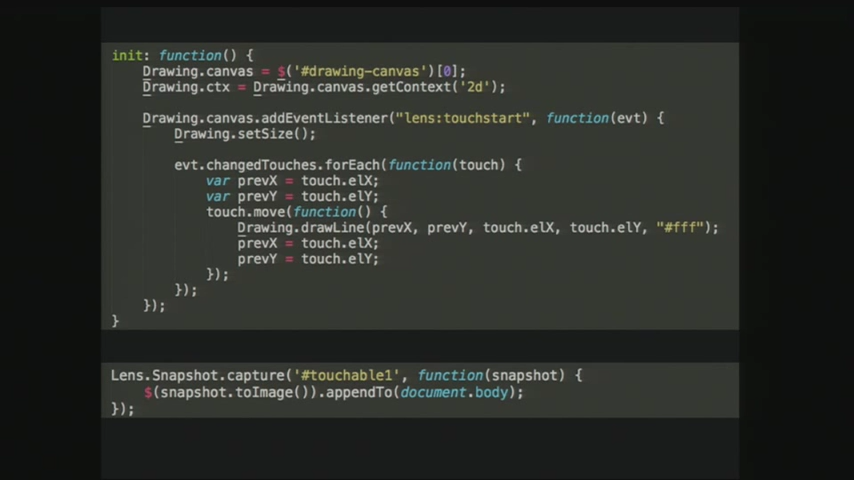 init: function() {
Drawing.canvas = $('#drawing-canvas')[0];
Drawing.ctx = Drawing.canvas.getContext('2d');
Drawing.canvas.addEventListener("lens:touchstart", function(evt) {
Drawing.setSize();
evt.changedTouches.forEach(function(touch) {
var prevX = touch.elX;
var prevY = touch.elY;
touch.move(function() {
Drawing.drawLine(prevX, prevY, touch.elX, touch.elY, "#fff");
prevX = touch.elX;
prevY = touch.elY;
});
});
});
}
Lens.Snapshot.capture('#touchable1', function(snapshot) {
$(snapshot.toImage()).appendTo(document.body);
});